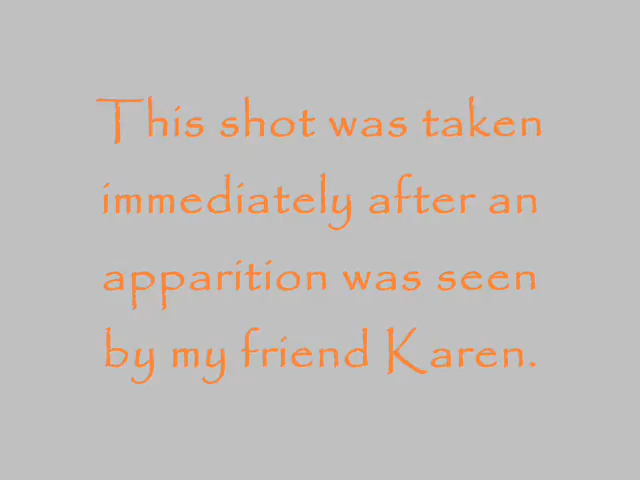 This shot was taken
immediately after an
apparition was seen
by my friend Karen.